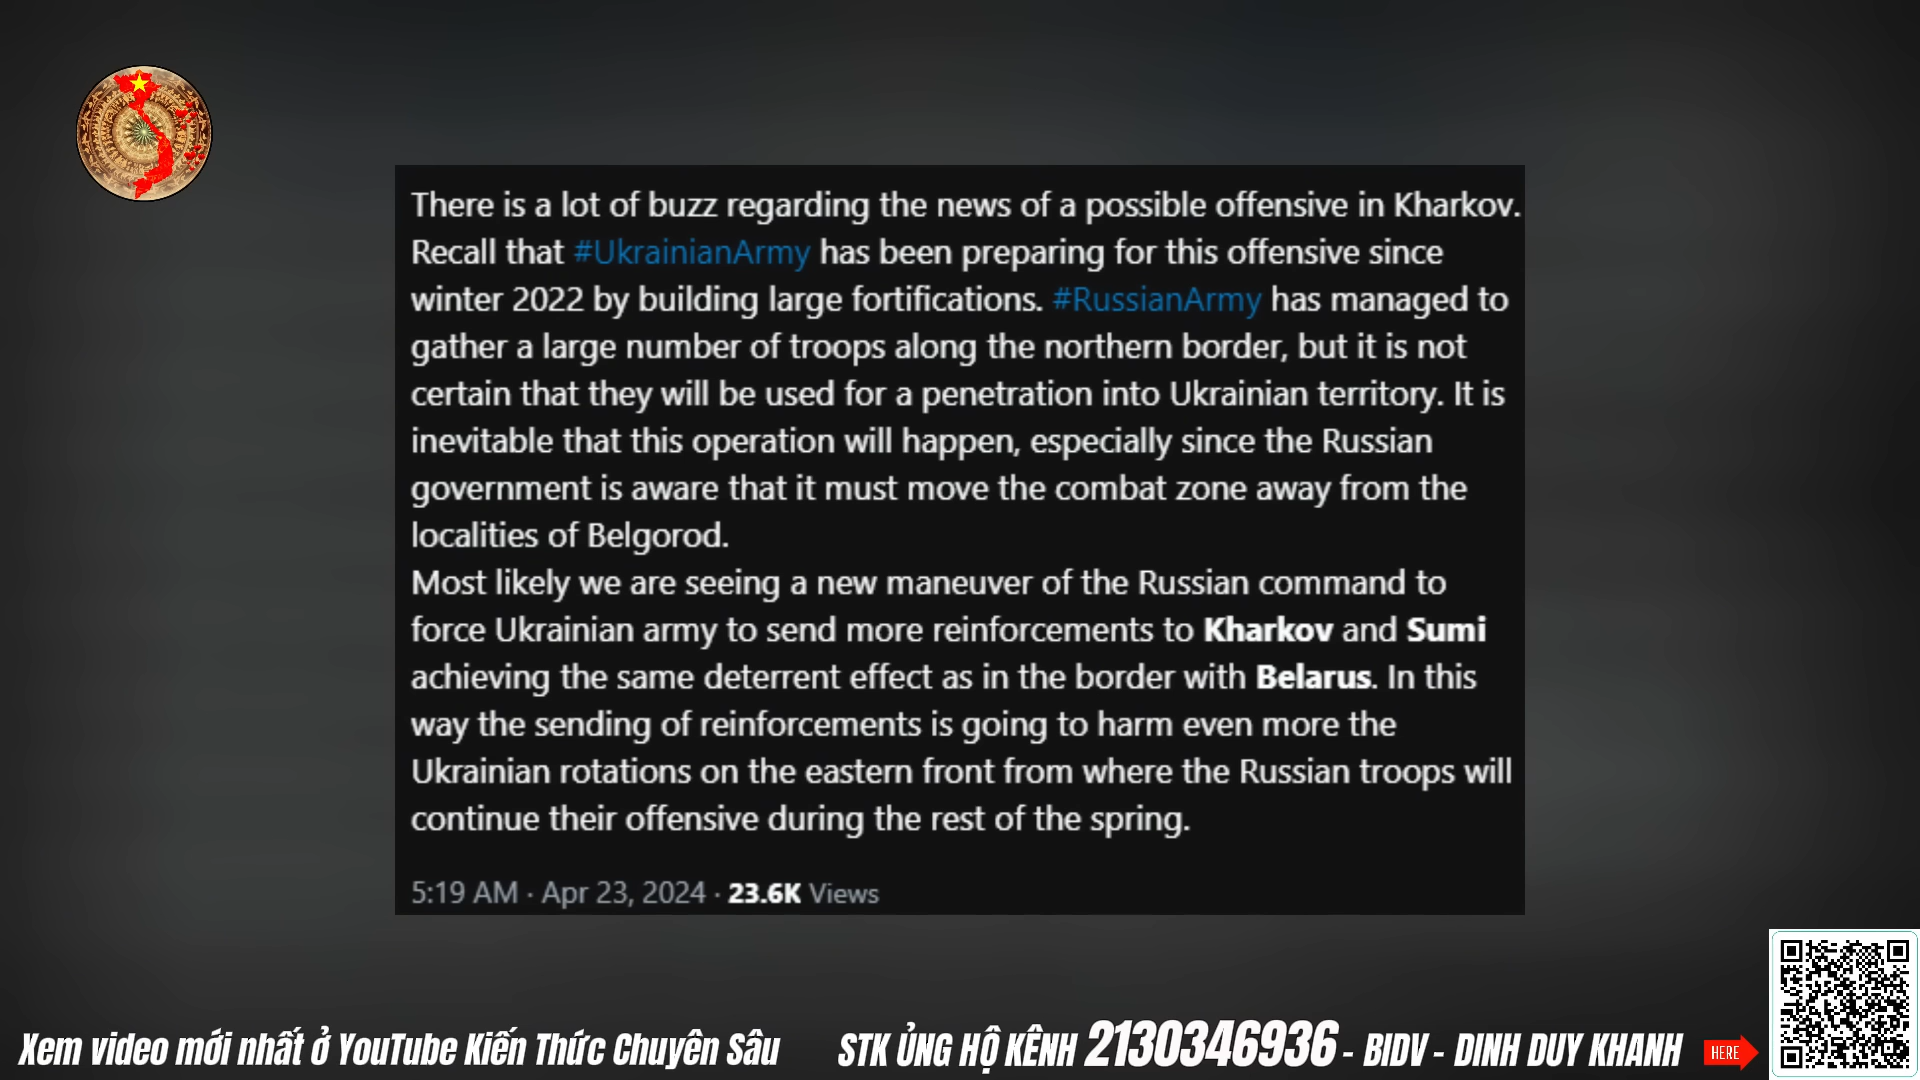 There is a lot of buzz regarding the news of a possible offensive in Kharkov.
Recall that #UkrainianArmy has been preparing for this offensive since
winter 2022 by building large fortifications. #RussianArmy has managed to
gather a large number of troops along the northern border, but it is not
certain that they will be used for a penetration into Ukrainian territory. It is
inevitable that this operation will happen, especially since the Russian
government is aware that it must move the combat zone away from the
localities of Belgorod.
Most likely we are seeing a new maneuver of the Russian command to
force Ukrainian army to send more reinforcements to Kharkov and Sumi
achieving the same deterrent effect as in the border with Belarus. In this
way the sending of reinforcements is going to harm even more the
Ukrainian rotations on the eastern front from where the Russian troops will
continue their offensive during the rest of the spring.
5:19 AM · Apr 23, 2024 · 23.6K Views
Xem video mới nhất ở YouTube Kiến Thức Chuyên Sâu
STK ỦNG HỘ KÊNH 2130346936 - BIDV - DINH DUY KHANH
HERE